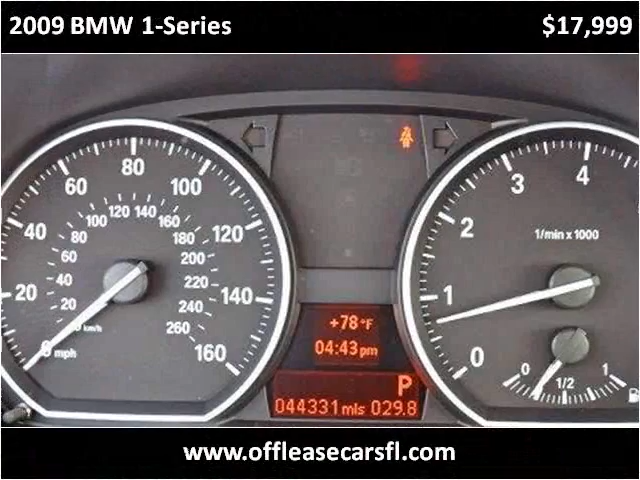 2009 BMW 1-Series $17,999
80
60 100
40 120
20 140
0 mph 160
120 140
100 160
80 180
60 200
40 220
20 240
km/h 260
+78°F
04:43 pm
P
044331 mls 029.8
3 4
2
1/min x 1000
1
0
0 1/2 1
www.offleasecarsfl.com